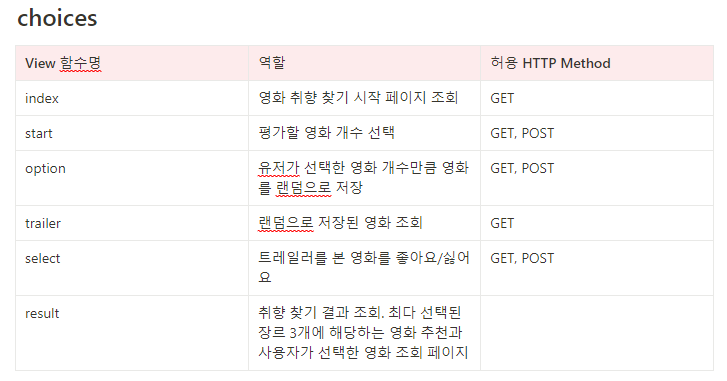 choices
View 함수명 역할 허용 HTTP Method
index 영화 취향 찾기 시작 페이지 조회 GET
start 평가할 영화 개수 선택 GET, POST
option 유저가 선택한 영화 개수만큼 영화 GET, POST
를 랜덤으로 저장
trailer 랜덤으로 저장된 영화 조회 GET
select 트레일러를 본 영화를 좋아요/싫어 GET, POST
요
result 취향 찾기 결과 조회. 최다 선택된
장르 3개에 해당하는 영화 추천과
사용자가 선택한 영화 조회 페이지